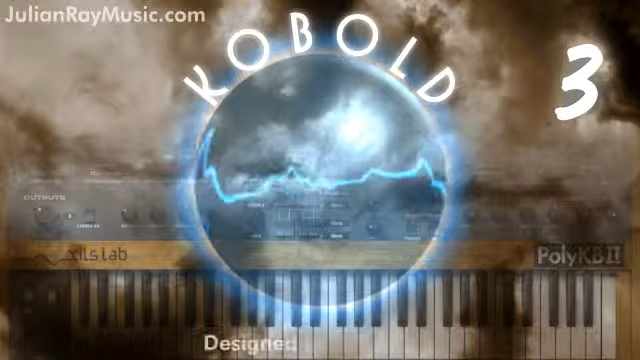 JulianRayMusic.com
KOBOLD
3
OUTPUTS
xils lab
PolyKB II
Designed